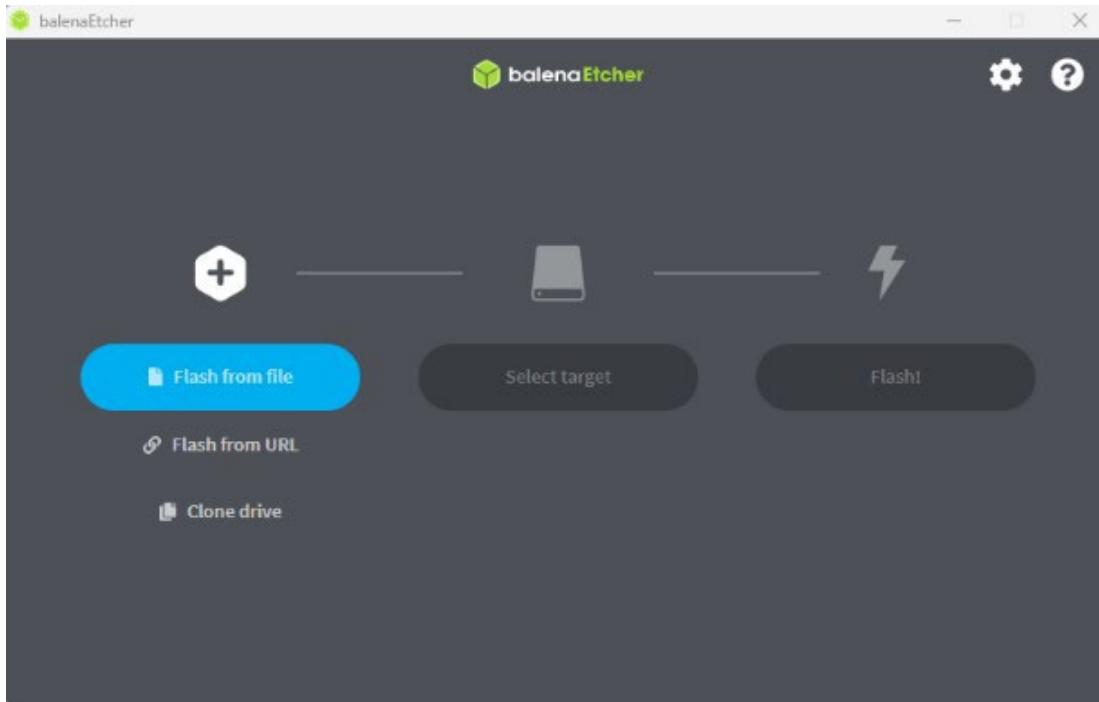 balenaEtcher
balenaEtcher
Flash from file
Select target
Flash!
Flash from URL
Clone drive